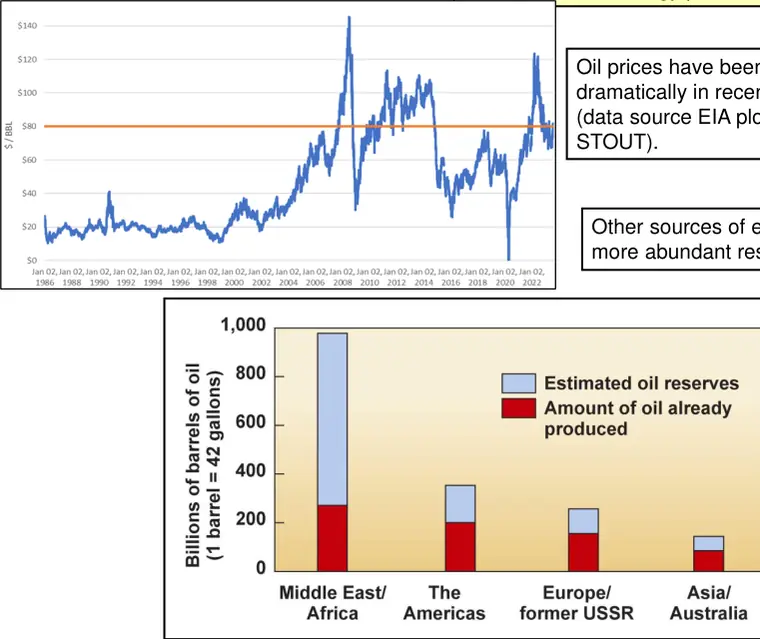 $140
$120
$100
$80
$60
$40
$20
$0
$ / BBL
Jan 02, Jan 02, Jan 02, Jan 02, Jan 02, Jan 02, Jan 02, Jan 02, Jan 02, Jan 02, Jan 02, Jan 02, Jan 02, Jan 02, Jan 02, Jan 02, Jan 02, Jan 02, Jan 02,
1986 1988 1990 1992 1994 1996 1998 2000 2002 2004 2006 2008 2010 2012 2014 2016 2018 2020 2022
Oil prices have been
dramatically in recen
(data source EIA plo
STOUT).
Other sources of e
more abundant res
1,000
800
600
400
200
0
Billions of barrels of oil
(1 barrel = 42 gallons)
Estimated oil reserves
Amount of oil already
produced
Middle East/
Africa
The
Americas
Europe/
former USSR
Asia/
Australia